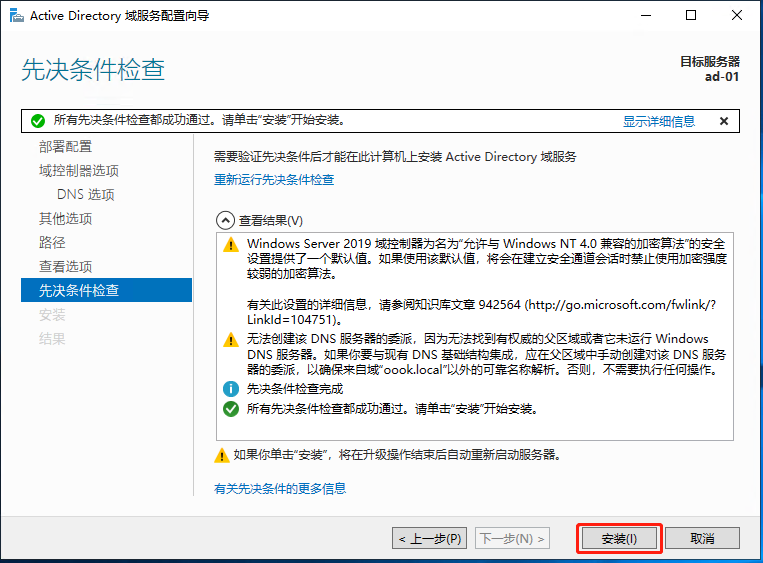 Active Directory 域服务配置向导
先决条件检查
目标服务器
ad-01
所有先决条件检查都成功通过。请单击“安装”开始安装。
显示详细信息
部署配置
域控制器选项
DNS 选项
其他选项
路径
查看选项
先决条件检查
安装
结果
需要验证先决条件后才能在此计算机上安装 Active Directory 域服务
重新运行先决条件检查
查看结果(V)
Windows Server 2019 域控制器为名为“允许与 Windows NT 4.0 兼容的加密算法”的安全
设置提供了一个默认值。如果使用该默认值，将会在建立安全通道会话时禁止使用加密强度
较弱的加密算法。
有关此设置的详细信息，请参阅知识库文章 942564 (http://go.microsoft.com/fwlink/?
LinkId=104751)。
无法创建该 DNS 服务器的委派，因为无法找到有权威的父区域或者它未运行 Windows
DNS 服务器。如果你要与现有 DNS 基础结构集成，应在父区域中手动创建对该 DNS 服务
器的委派，以确保来自域“oook.local”以外的可靠名称解析。否则，不需要执行任何操作。
先决条件检查完成
所有先决条件检查都成功通过。请单击“安装”开始安装。
如果你单击“安装”，将在升级操作结束后自动重新启动服务器。
有关先决条件的更多信息
< 上一步(P)
下一步(N) >
安装(I)
取消